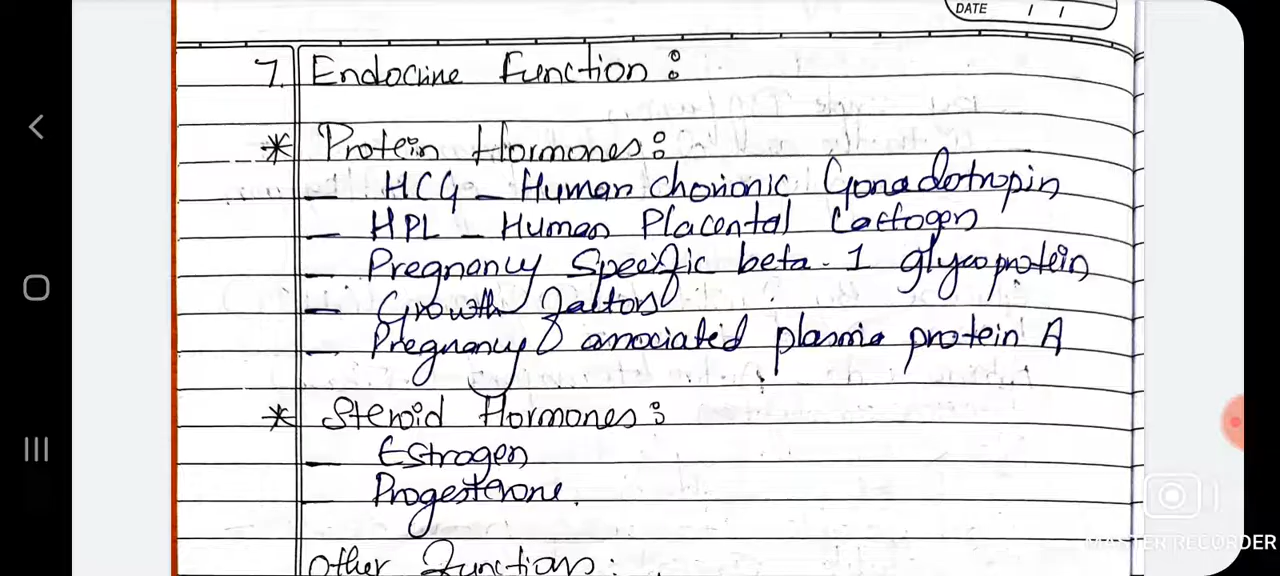 DATE / /
7. Endocrine Function :
* Protein Hormones :
- HCG - Human chorionic Gonadotropin
- HPL - Human Placental Lactogen
- Pregnancy Specific beta - 1 glycoprotein
- Growth factors
- Pregnancy associated plasma protein A
* Steroid Hormones :
- Estrogen
- Progesterone.
Other functions :
MASTER RECORDER